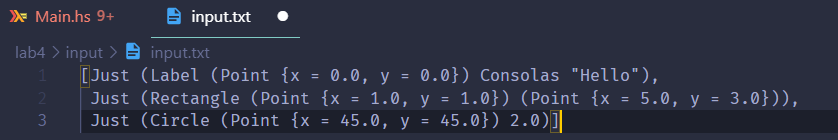 Main.hs 9+ input.txt
lab4 > input > input.txt
1 [Just (Label (Point {x = 0.0, y = 0.0}) Consolas "Hello"),
2 Just (Rectangle (Point {x = 1.0, y = 1.0}) (Point {x = 5.0, y = 3.0})),
3 Just (Circle (Point {x = 45.0, y = 45.0}) 2.0)]